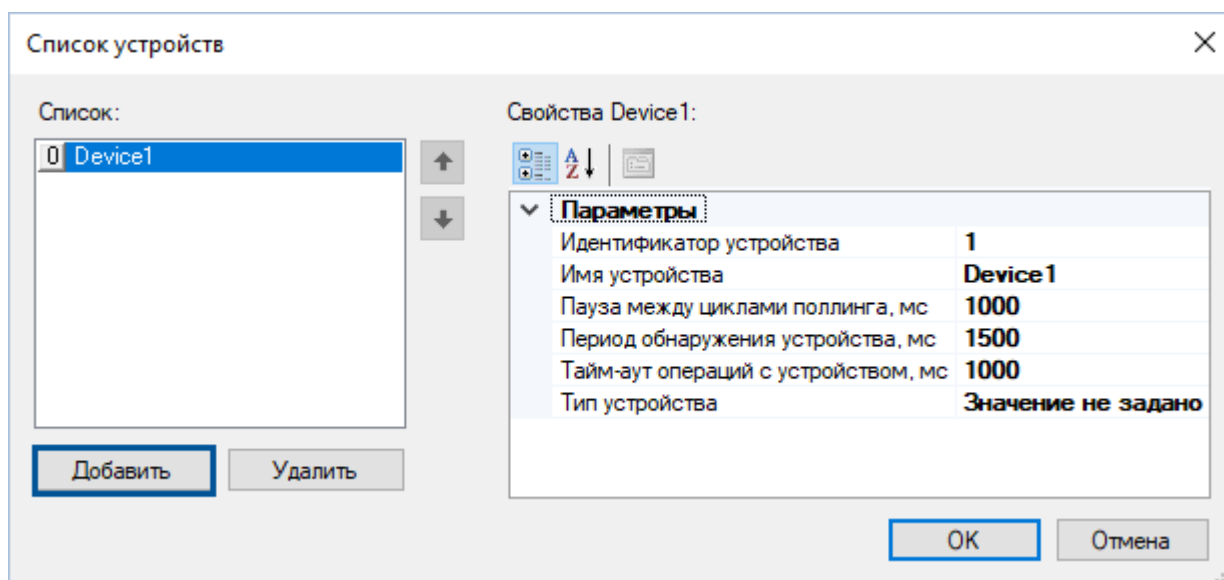 Список устройств
Список:
0 Device1
Добавить
Удалить
Свойства Device1:
A
Z
Параметры
Идентификатор устройства 1
Имя устройства Device1
Пауза между циклами поллинга, мс 1000
Период обнаружения устройства, мс 1500
Тайм-аут операций с устройством, мс 1000
Тип устройства Значение не задано
OK
Отмена